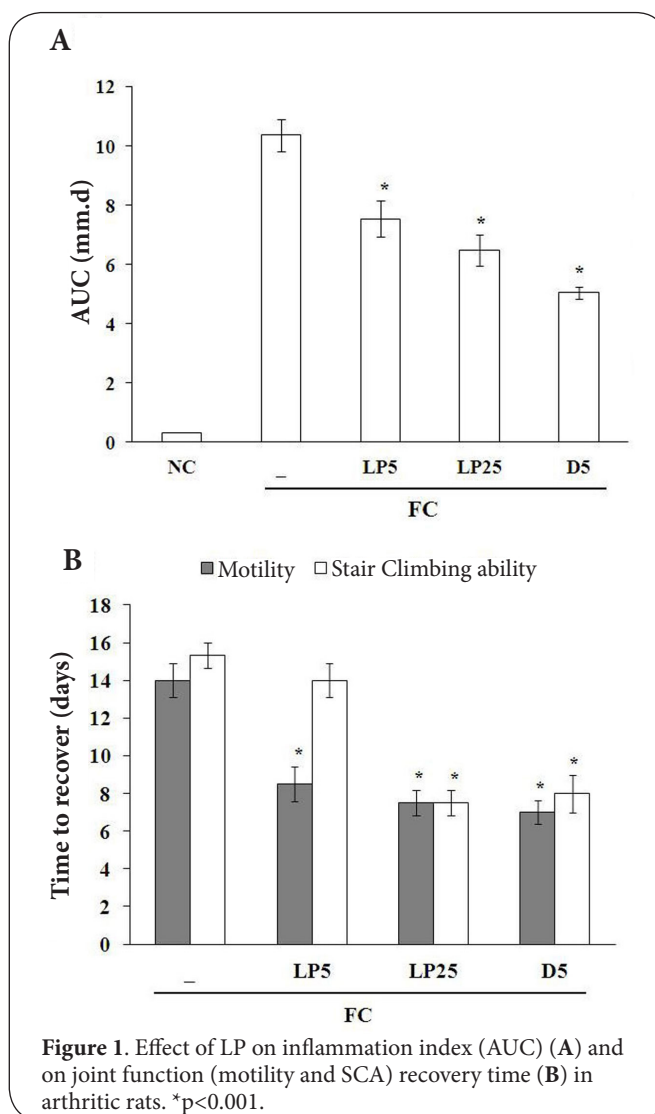 A
AUC (mm.d)
12
10
8
6
4
2
0
* * *
NC – LP5 LP25 D5
FC
B
Motility Stair Climbing ability
Time to recover (days)
18
16
14
12
10
8
6
4
2
0
* * * * *
– LP5 LP25 D5
FC
Figure 1. Effect of LP on inflammation index (AUC) (A) and
on joint function (motility and SCA) recovery time (B) in
arthritic rats. *p<0.001.